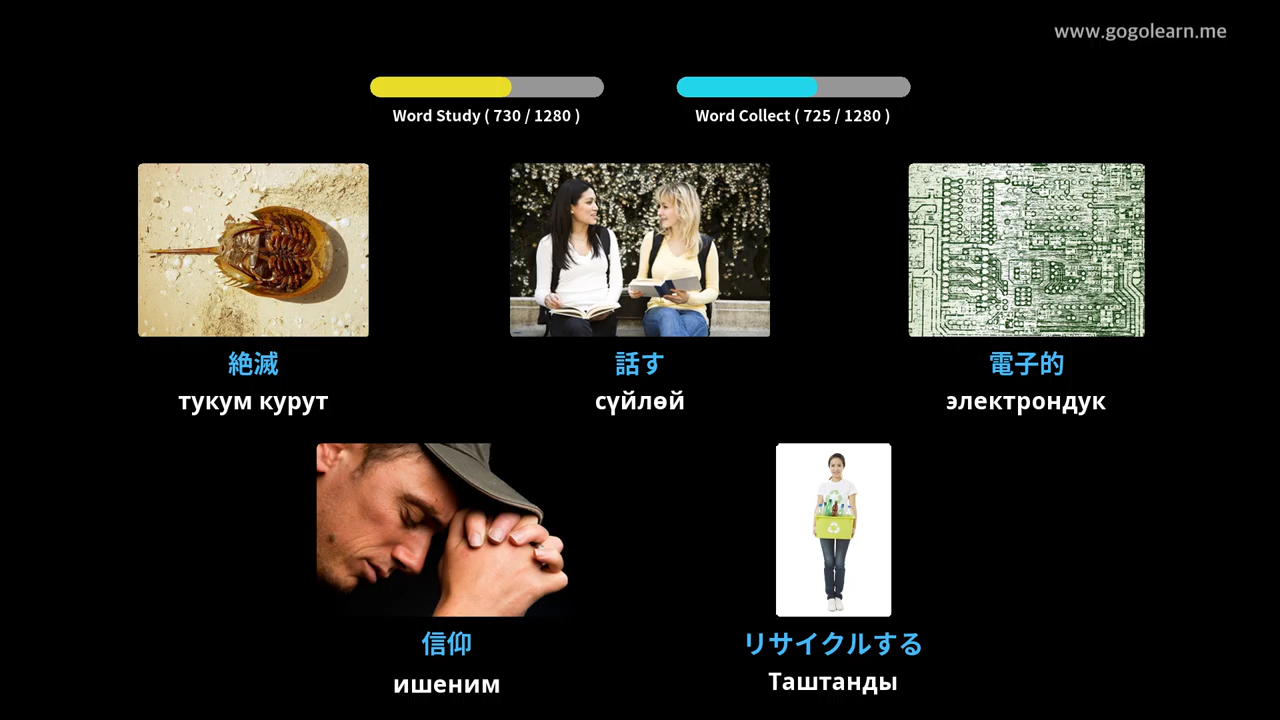 www.gogolearn.me
Word Study ( 730 / 1280 )
Word Collect ( 725 / 1280 )
絶滅
тукум курут
話す
сүйлөй
電子的
электрондук
信仰
ишеним
リサイクルする
Таштанды